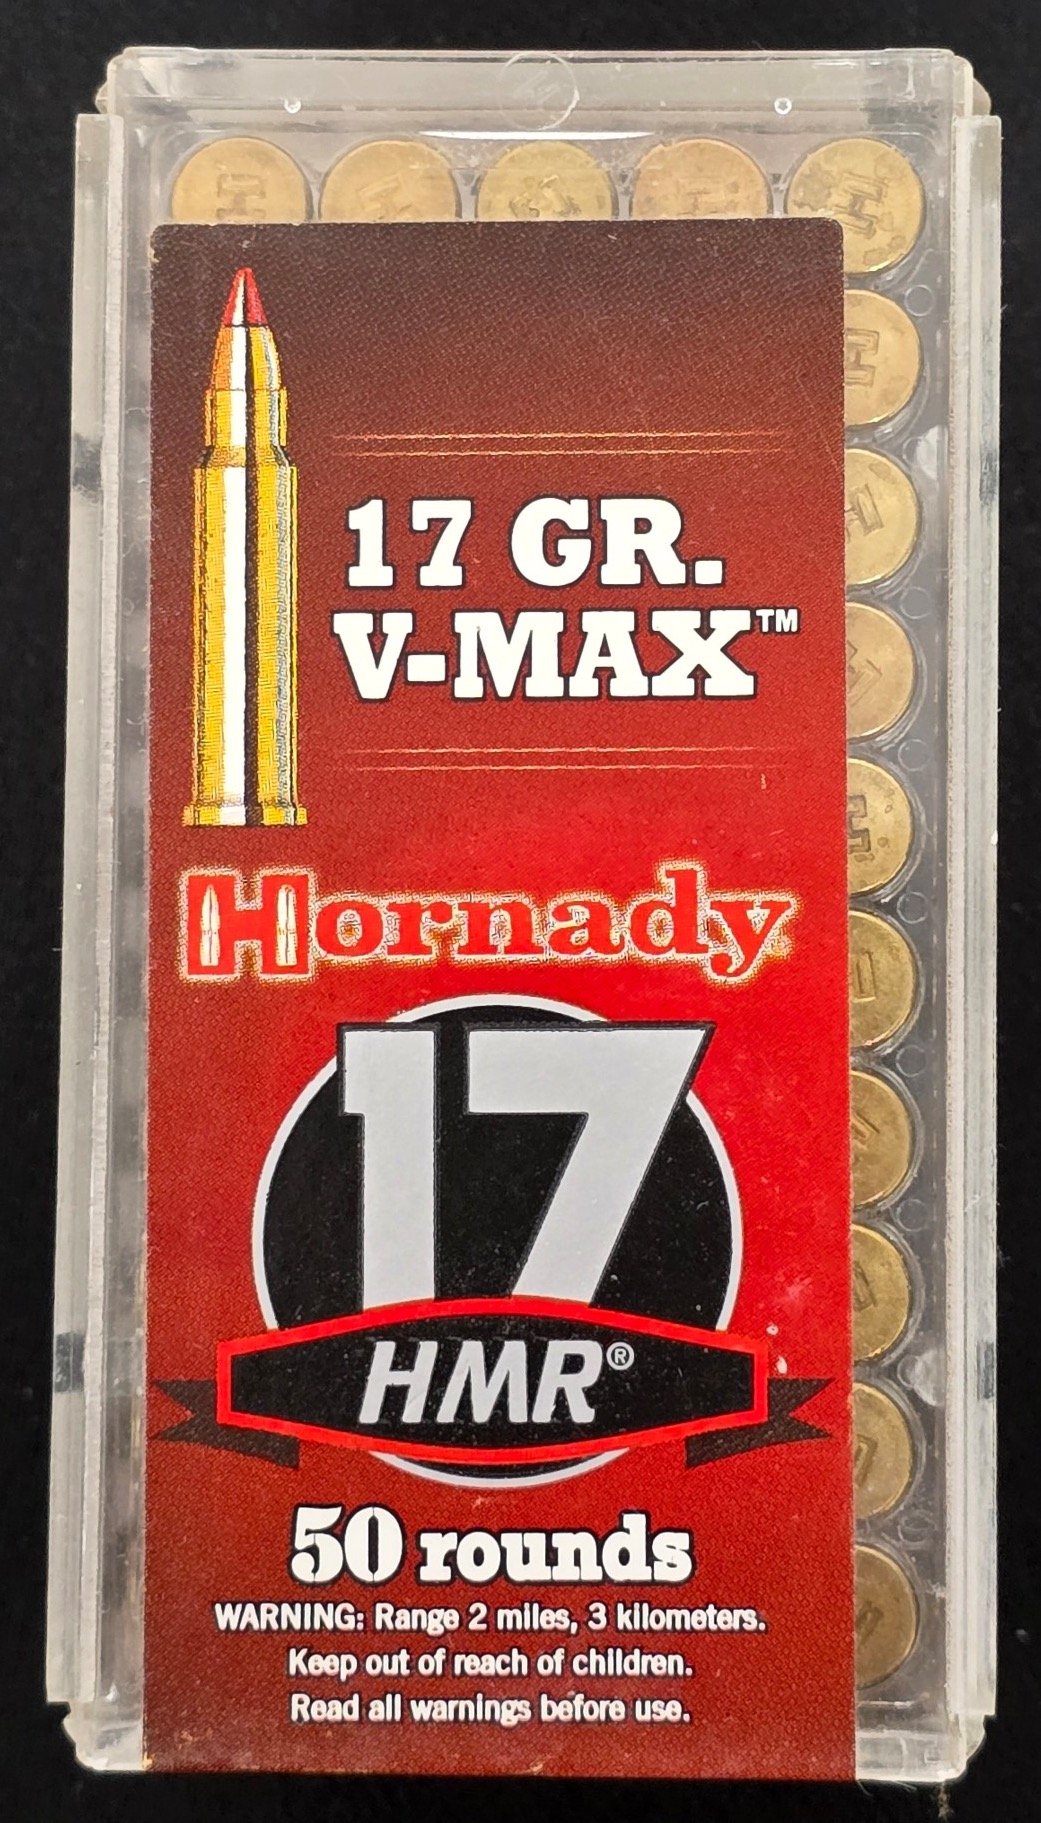 17 GR.
V-MAX™
Hornady
17
HMR®
50 rounds
WARNING: Range 2 miles, 3 kilometers.
Keep out of reach of children.
Read all warnings before use.